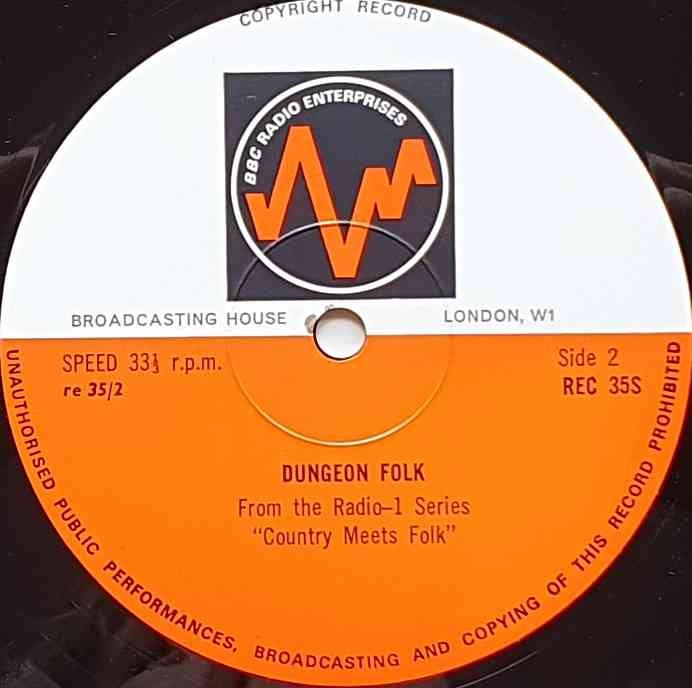 COPYRIGHT RECORD
BBC RADIO ENTERPRISES
BROADCASTING HOUSE
LONDON, W1
SPEED 33⅓ r.p.m.
Side 2
re 35/2
REC 35S
DUNGEON FOLK
From the Radio–1 Series
“Country Meets Folk”
UNAUTHORISED PUBLIC PERFORMANCES, BROADCASTING AND COPYING OF THIS RECORD PROHIBITED